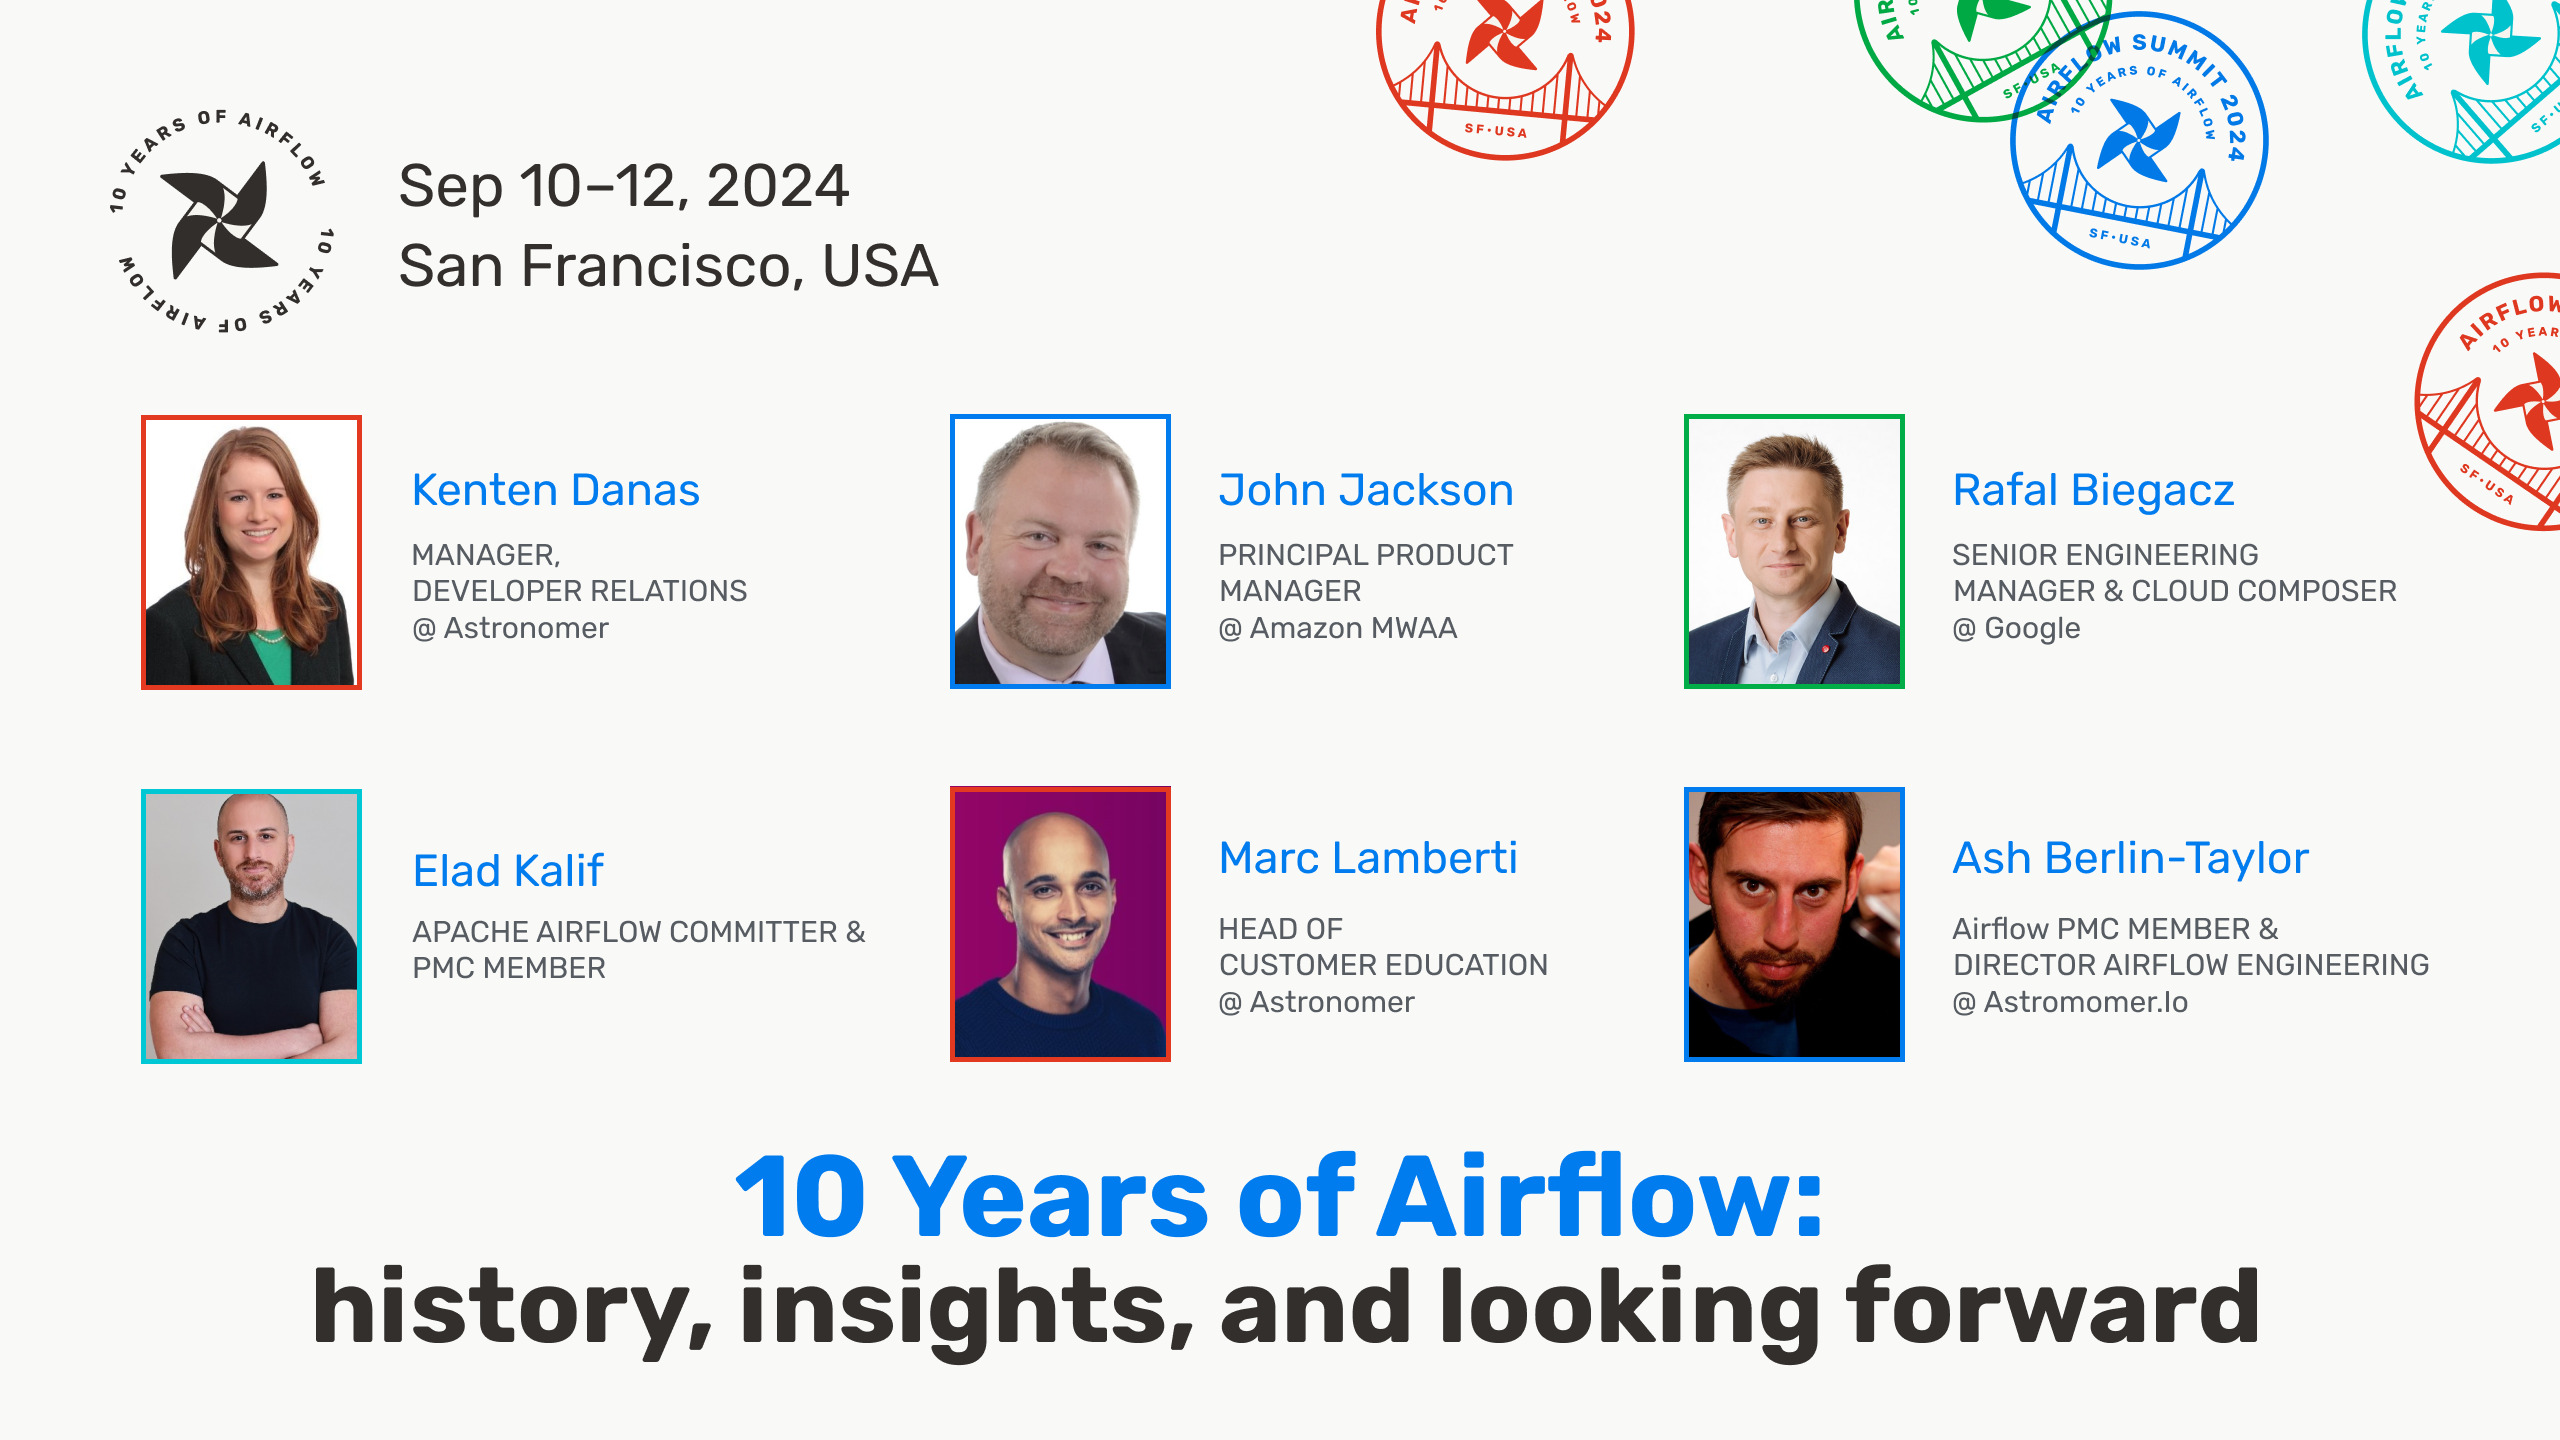 10 YEARS OF AIRFLOW
10 YEARS OF AIRFLOW
Sep 10–12, 2024
San Francisco, USA
2024
SF·USA
SF·USA
AIRFLOW SUMMIT 2024
10 YEARS OF AIRFLOW
SF·USA
AIRFLOW
10 YEARS
AIRFLOW
SF·USA
Kenten Danas
MANAGER,
DEVELOPER RELATIONS
@ Astronomer
John Jackson
PRINCIPAL PRODUCT
MANAGER
@ Amazon MWAA
Rafal Biegacz
SENIOR ENGINEERING
MANAGER & CLOUD COMPOSER
@ Google
Elad Kalif
APACHE AIRFLOW COMMITTER &
PMC MEMBER
Marc Lamberti
HEAD OF
CUSTOMER EDUCATION
@ Astronomer
Ash Berlin-Taylor
Airflow PMC MEMBER &
DIRECTOR AIRFLOW ENGINEERING
@ Astromomer.Io
10 Years of Airflow:
history, insights, and looking forward